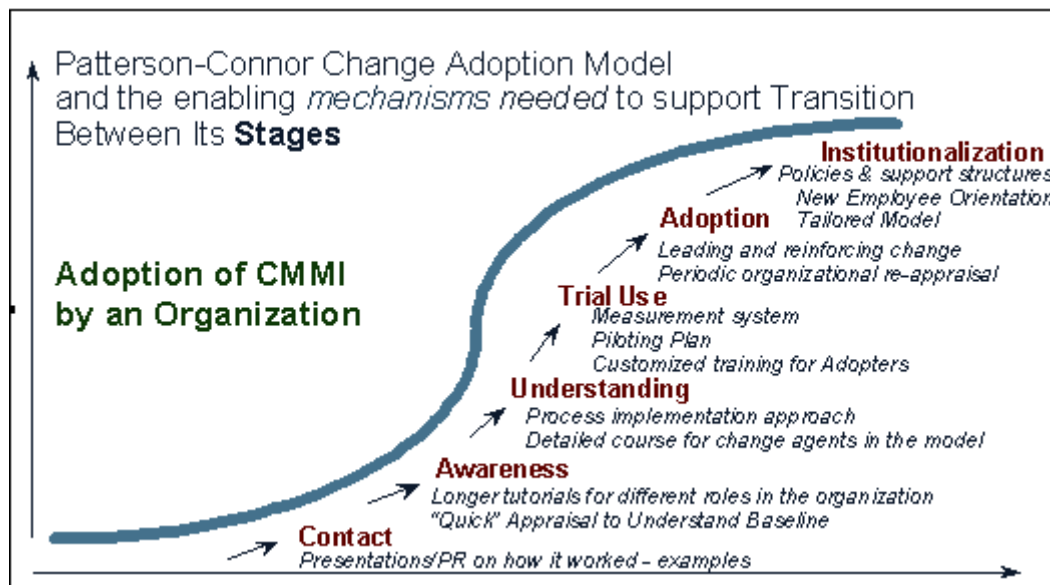 Patterson-Connor Change Adoption Model
and the enabling mechanisms needed to support Transition
Between Its Stages
Institutionalization
Policies & support structures
New Employee Orientation
Tailored Model
Adoption
Leading and reinforcing change
Periodic organizational re-appraisal
Adoption of CMMI
by an Organization
Trial Use
Measurement system
Piloting Plan
Customized training for Adopters
Understanding
Process implementation approach
Detailed course for change agents in the model
Awareness
Longer tutorials for different roles in the organization
"Quick" Appraisal to Understand Baseline
Contact
Presentations/PR on how it worked - examples